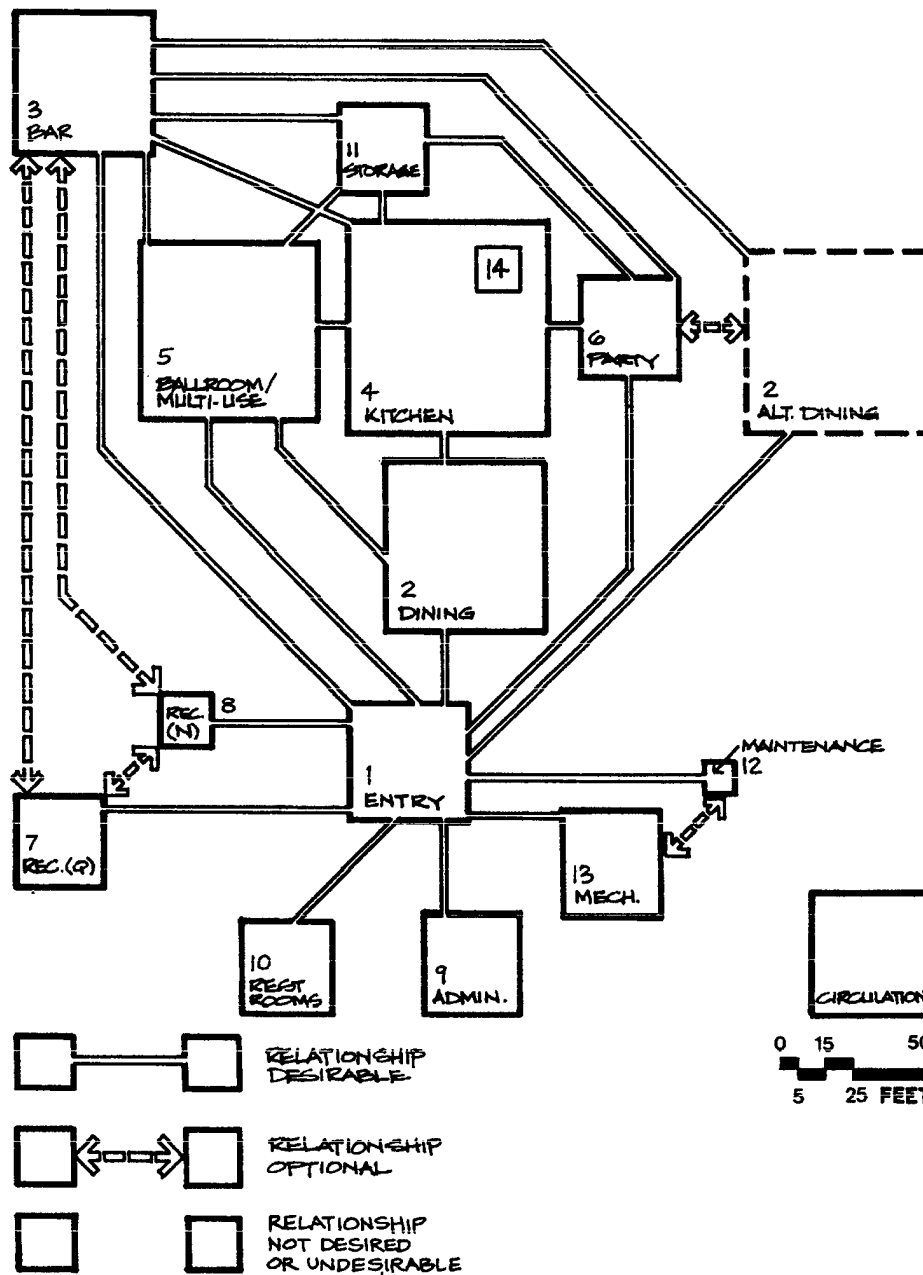 3
BAR
11
STORAGE
14
5
BALLROOM/
MULTI-USE
4
KITCHEN
6
PARTY
2
ALT. DINING
2
DINING
REC.
(N)
8
1
ENTRY
MAINTENANCE
12
7
REC.(Q)
13
MECH.
10
REST
ROOMS
9
ADMIN.
CIRCULATION
0 15 50
5 25 FEET
RELATIONSHIP
DESIRABLE
RELATIONSHIP
OPTIONAL
RELATIONSHIP
NOT DESIRED
OR UNDESIRABLE